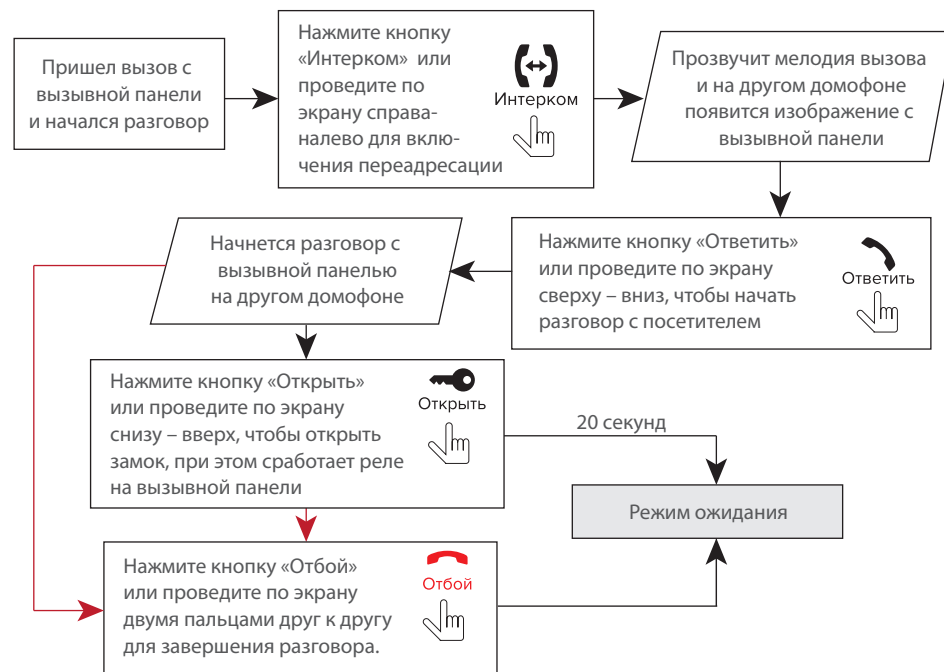 Пришел вызов с
вызывной панели
и начался разговор
Нажмите кнопку
«Интерком» или
проведите по
экрану справа-
налево для вклю-
чения переадресации
Интерком
Прозвучит мелодия вызова
и на другом домофоне
появится изображение с
вызывной панели
Нажмите кнопку «Ответить»
или проведите по экрану
сверху – вниз, чтобы начать
разговор с посетителем
Ответить
Начнется разговор с
вызывной панелью
на другом домофоне
Нажмите кнопку «Открыть»
или проведите по экрану
снизу – вверх, чтобы открыть
замок, при этом сработает реле
на вызывной панели
Открыть
20 секунд
Режим ожидания
Нажмите кнопку «Отбой»
или проведите по экрану
двумя пальцами друг к другу
для завершения разговора.
Отбой